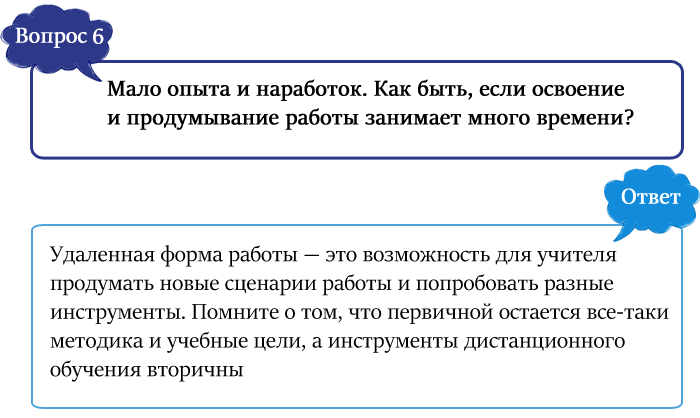 Вопрос 6
Мало опыта и наработок. Как быть, если освоение
и продумывание работы занимает много времени?
Ответ
Удаленная форма работы — это возможность для учителя
продумать новые сценарии работы и попробовать разные
инструменты. Помните о том, что первичной остается все-таки
методика и учебные цели, а инструменты дистанционного
обучения вторичны